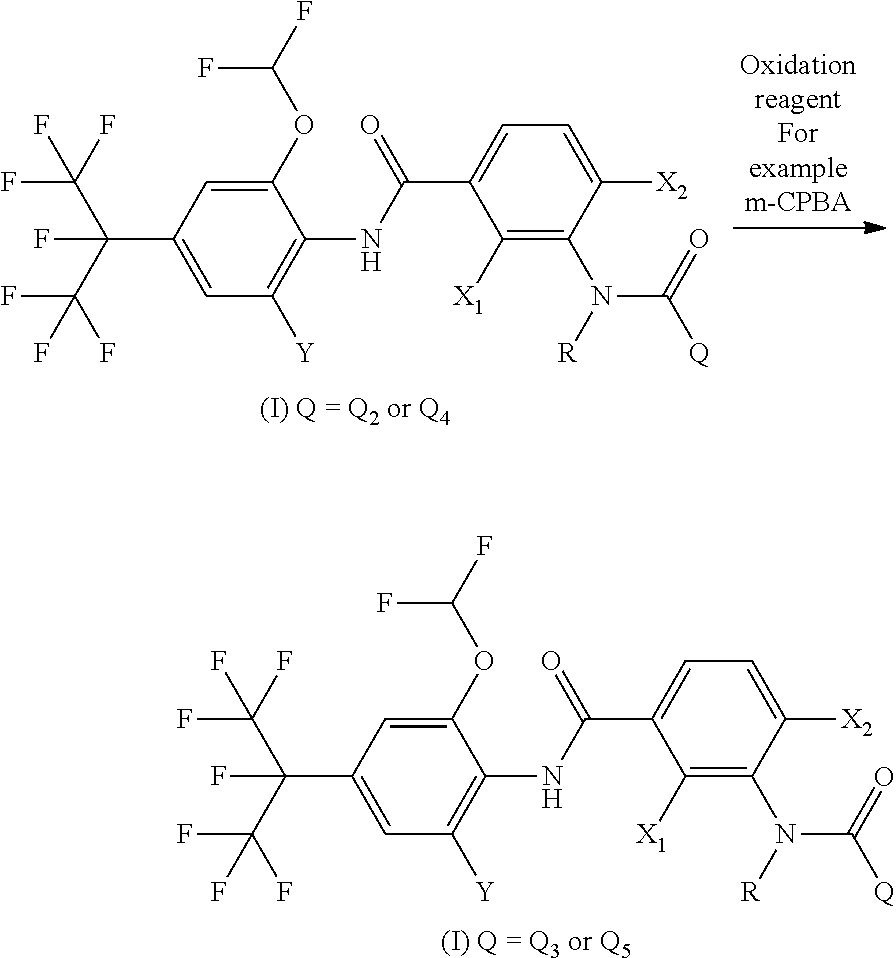 F
F
O
O
F
F
F
F
F
F
F
N
H
X1
X2
N
O
R
Q
Y
Oxidation
reagent
For
example
m-CPBA
(I) Q = Q2 or Q4
F
F
O
O
F
F
F
F
F
F
F
N
H
X1
X2
N
O
R
Q
Y
(I) Q = Q3 or Q5